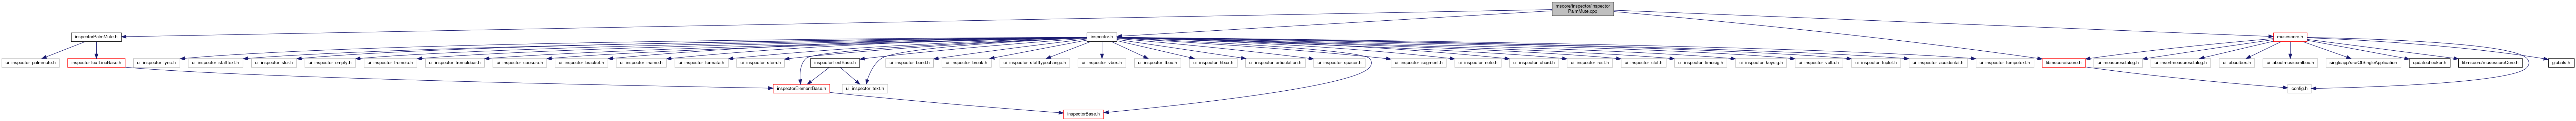 mscore/inspector/inspector
PalmMute.cpp
inspectorPalmMute.h
inspector.h
musescore.h
ui_inspector_palmmute.h
inspectorTextLineBase.h
ui_inspector_lyric.h
ui_inspector_stafftext.h
ui_inspector_slur.h
ui_inspector_empty.h
ui_inspector_tremolo.h
ui_inspector_tremolobar.h
ui_inspector_caesura.h
ui_inspector_bracket.h
ui_inspector_iname.h
ui_inspector_fermata.h
ui_inspector_stem.h
inspectorTextBase.h
ui_inspector_bend.h
ui_inspector_break.h
ui_inspector_stafftypechange.h
ui_inspector_vbox.h
ui_inspector_tbox.h
ui_inspector_hbox.h
ui_inspector_articulation.h
ui_inspector_spacer.h
ui_inspector_segment.h
ui_inspector_note.h
ui_inspector_chord.h
ui_inspector_rest.h
ui_inspector_clef.h
ui_inspector_timesig.h
ui_inspector_keysig.h
ui_inspector_volta.h
ui_inspector_tuplet.h
ui_inspector_accidental.h
ui_inspector_tempotext.h
libmscore/score.h
ui_measuresdialog.h
ui_insertmeasuresdialog.h
ui_aboutbox.h
ui_aboutmusicxmlbox.h
singleapp/src/QtSingleApplication
updatechecker.h
libmscore/musescoreCore.h
globals.h
inspectorElementBase.h
ui_inspector_text.h
config.h
inspectorBase.h